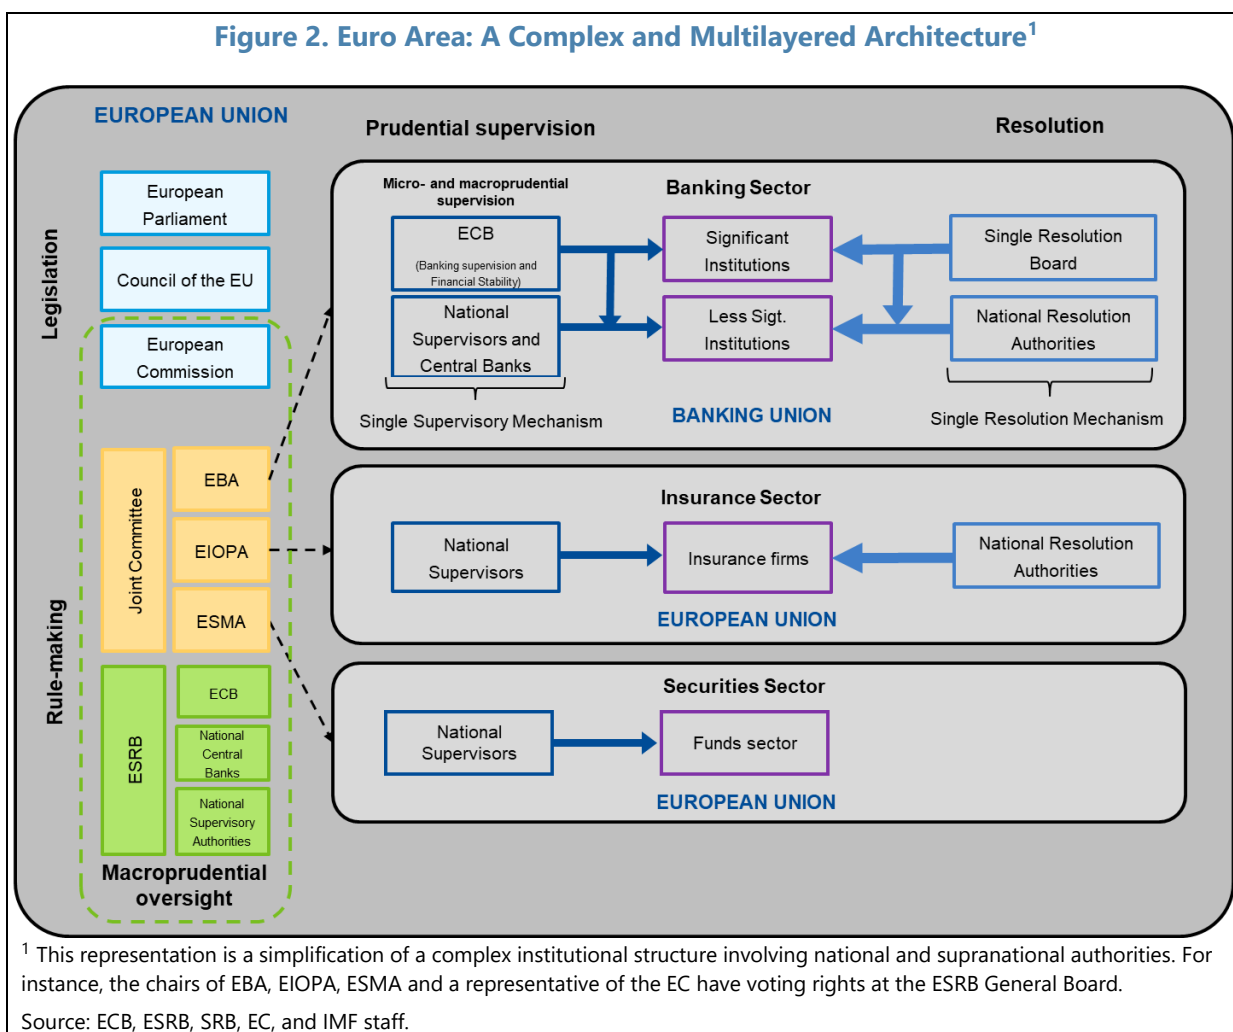 Figure 2. Euro Area: A Complex and Multilayered Architecture1
EUROPEAN UNION
Prudential supervision
Resolution
Legislation
European
Parliament
Council of the EU
European
Commission
Micro- and macroprudential
supervision
Banking Sector
ECB
(Banking supervision and
Financial Stability)
Significant
Institutions
Single Resolution
Board
National
Supervisors and
Central Banks
Less Sigt.
Institutions
National Resolution
Authorities
Single Supervisory Mechanism
BANKING UNION
Single Resolution Mechanism
Rule-making
Joint Committee
EBA
EIOPA
ESMA
Insurance Sector
National
Supervisors
Insurance firms
National Resolution
Authorities
EUROPEAN UNION
ESRB
ECB
National
Central
Banks
National
Supervisory
Authorities
Macroprudential
oversight
Securities Sector
National
Supervisors
Funds sector
EUROPEAN UNION
1 This representation is a simplification of a complex institutional structure involving national and supranational authorities. For
instance, the chairs of EBA, EIOPA, ESMA and a representative of the EC have voting rights at the ESRB General Board.
Source: ECB, ESRB, SRB, EC, and IMF staff.